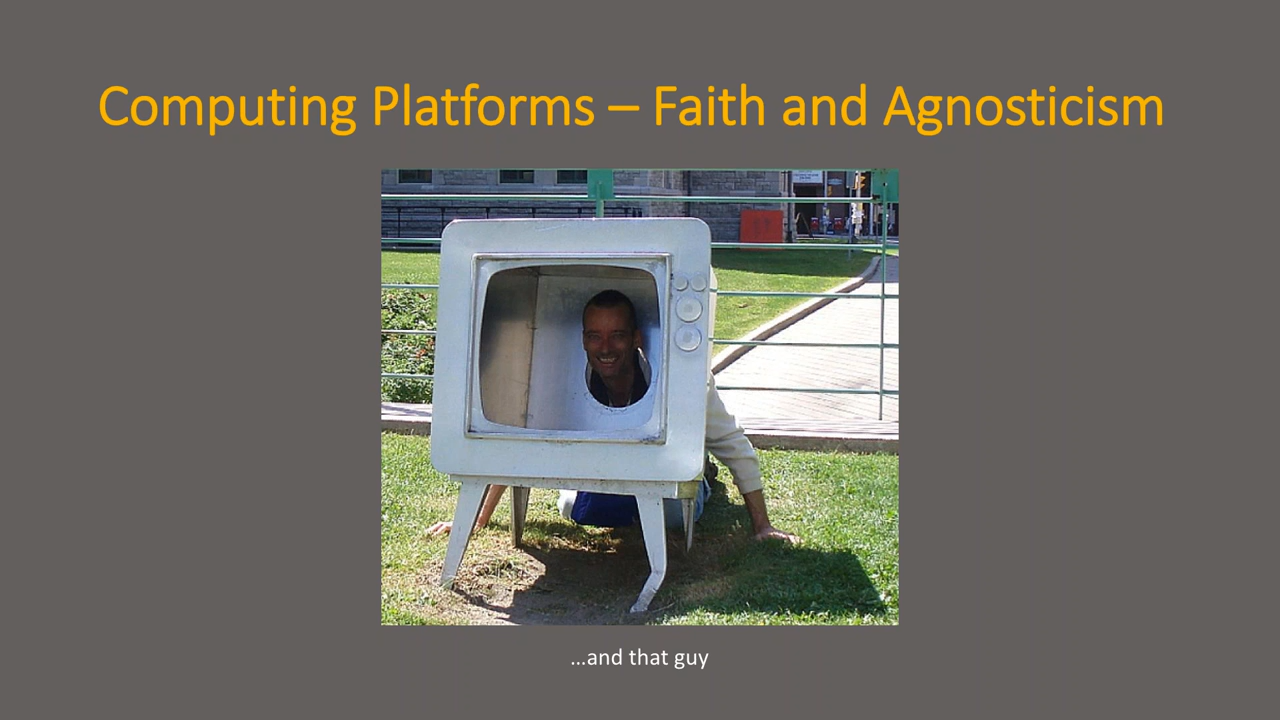 Computing Platforms – Faith and Agnosticism
...and that guy